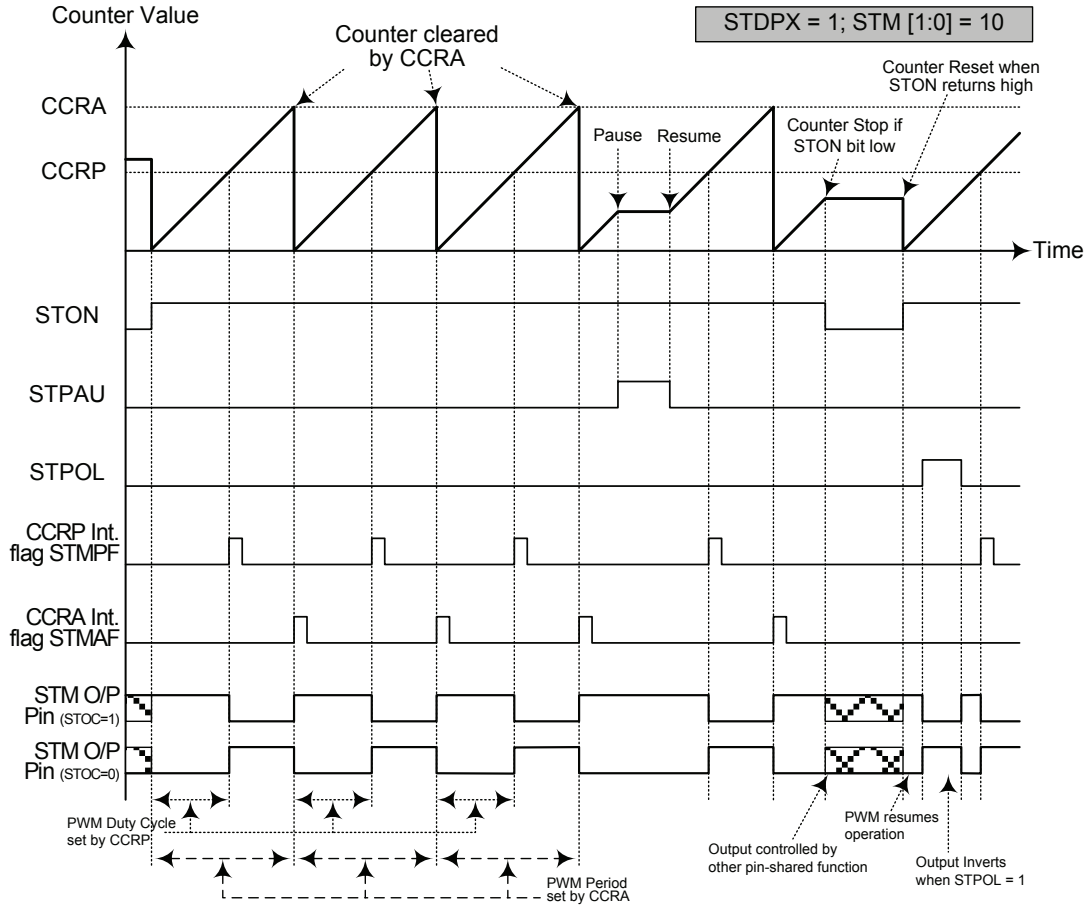 Counter Value
STDPX = 1; STM [1:0] = 10
Counter cleared
by CCRA
Counter Reset when
STON returns high
CCRA
Pause
Resume
Counter Stop if
STON bit low
CCRP
Time
STON
STPAU
STPOL
CCRP Int.
flag STMPF
CCRA Int.
flag STMAF
STM O/P
Pin (STOC=1)
STM O/P
Pin (STOC=0)
PWM Duty Cycle
set by CCRP
PWM resumes
operation
Output controlled by
other pin-shared function
Output Inverts
when STPOL = 1
PWM Period
set by CCRA